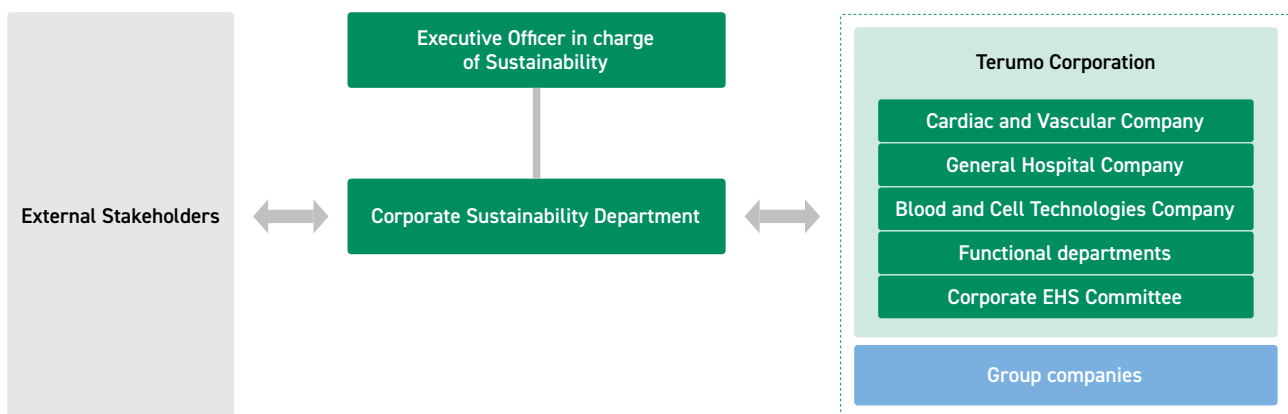 External Stakeholders
Executive Officer in charge
of Sustainability
Corporate Sustainability Department
Terumo Corporation
Cardiac and Vascular Company
General Hospital Company
Blood and Cell Technologies Company
Functional departments
Corporate EHS Committee
Group companies